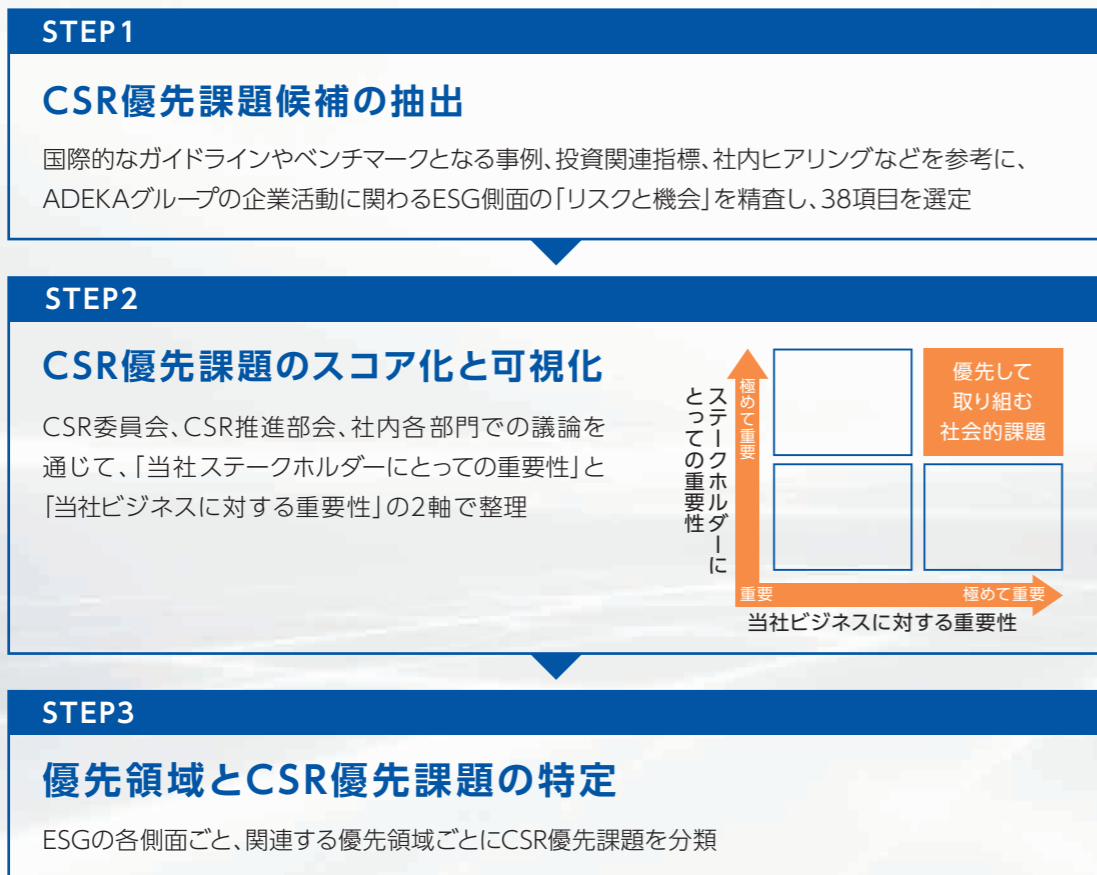 STEP1
CSR優先課題候補の抽出
国際的なガイドラインやベンチマークとなる事例、投資関連指標、社内ヒアリングなどを参考に、
ADEKAグループの企業活動に関わるESG側面の「リスクと機会」を精査し、38項目を選定
STEP2
CSR優先課題のスコア化と可視化
CSR委員会、CSR推進部会、社内各部門での議論を
通じて、「当社ステークホルダーにとっての重要性」と
「当社ビジネスに対する重要性」の2軸で整理
ステークホルダーに
とっての重要性
極めて重要
優先して
取り組む
社会的課題
重要
極めて重要
当社ビジネスに対する重要性
STEP3
優先領域とCSR優先課題の特定
ESGの各側面ごと、関連する優先領域ごとにCSR優先課題を分類